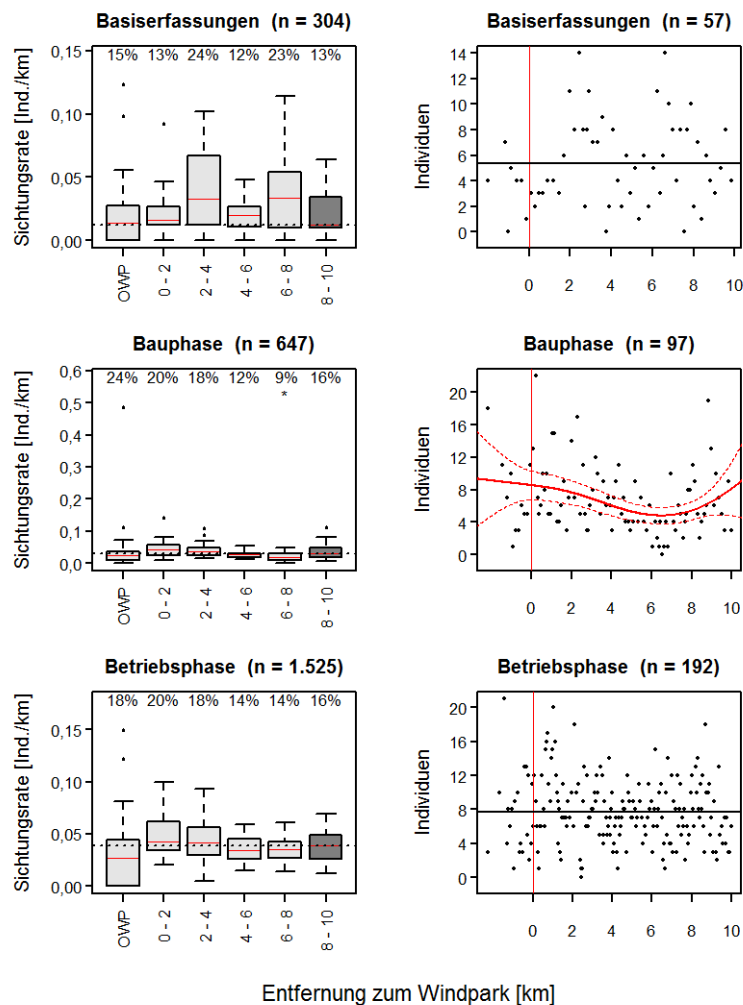 Basiserfassungen (n = 304)
Sichtungsrate [Ind./km]
0,15
0,10
0,05
0,00
15% 13% 24% 12% 23% 13%
OWP 0 - 2 2 - 4 4 - 6 6 - 8 8 - 10
Basiserfassungen (n = 57)
Individuen
14
12
10
8
6
4
2
0
0 2 4 6 8 10
Bauphase (n = 647)
Sichtungsrate [Ind./km]
0,6
0,5
0,4
0,3
0,2
0,1
0,0
24% 20% 18% 12% 9% 16%
*
OWP 0 - 2 2 - 4 4 - 6 6 - 8 8 - 10
Bauphase (n = 97)
Individuen
20
16
12
8
4
0
0 2 4 6 8 10
Betriebsphase (n = 1.525)
Sichtungsrate [Ind./km]
0,15
0,10
0,05
0,00
18% 20% 18% 14% 14% 16%
OWP 0 - 2 2 - 4 4 - 6 6 - 8 8 - 10
Betriebsphase (n = 192)
Individuen
20
16
12
8
4
0
0 2 4 6 8 10
Entfernung zum Windpark [km]